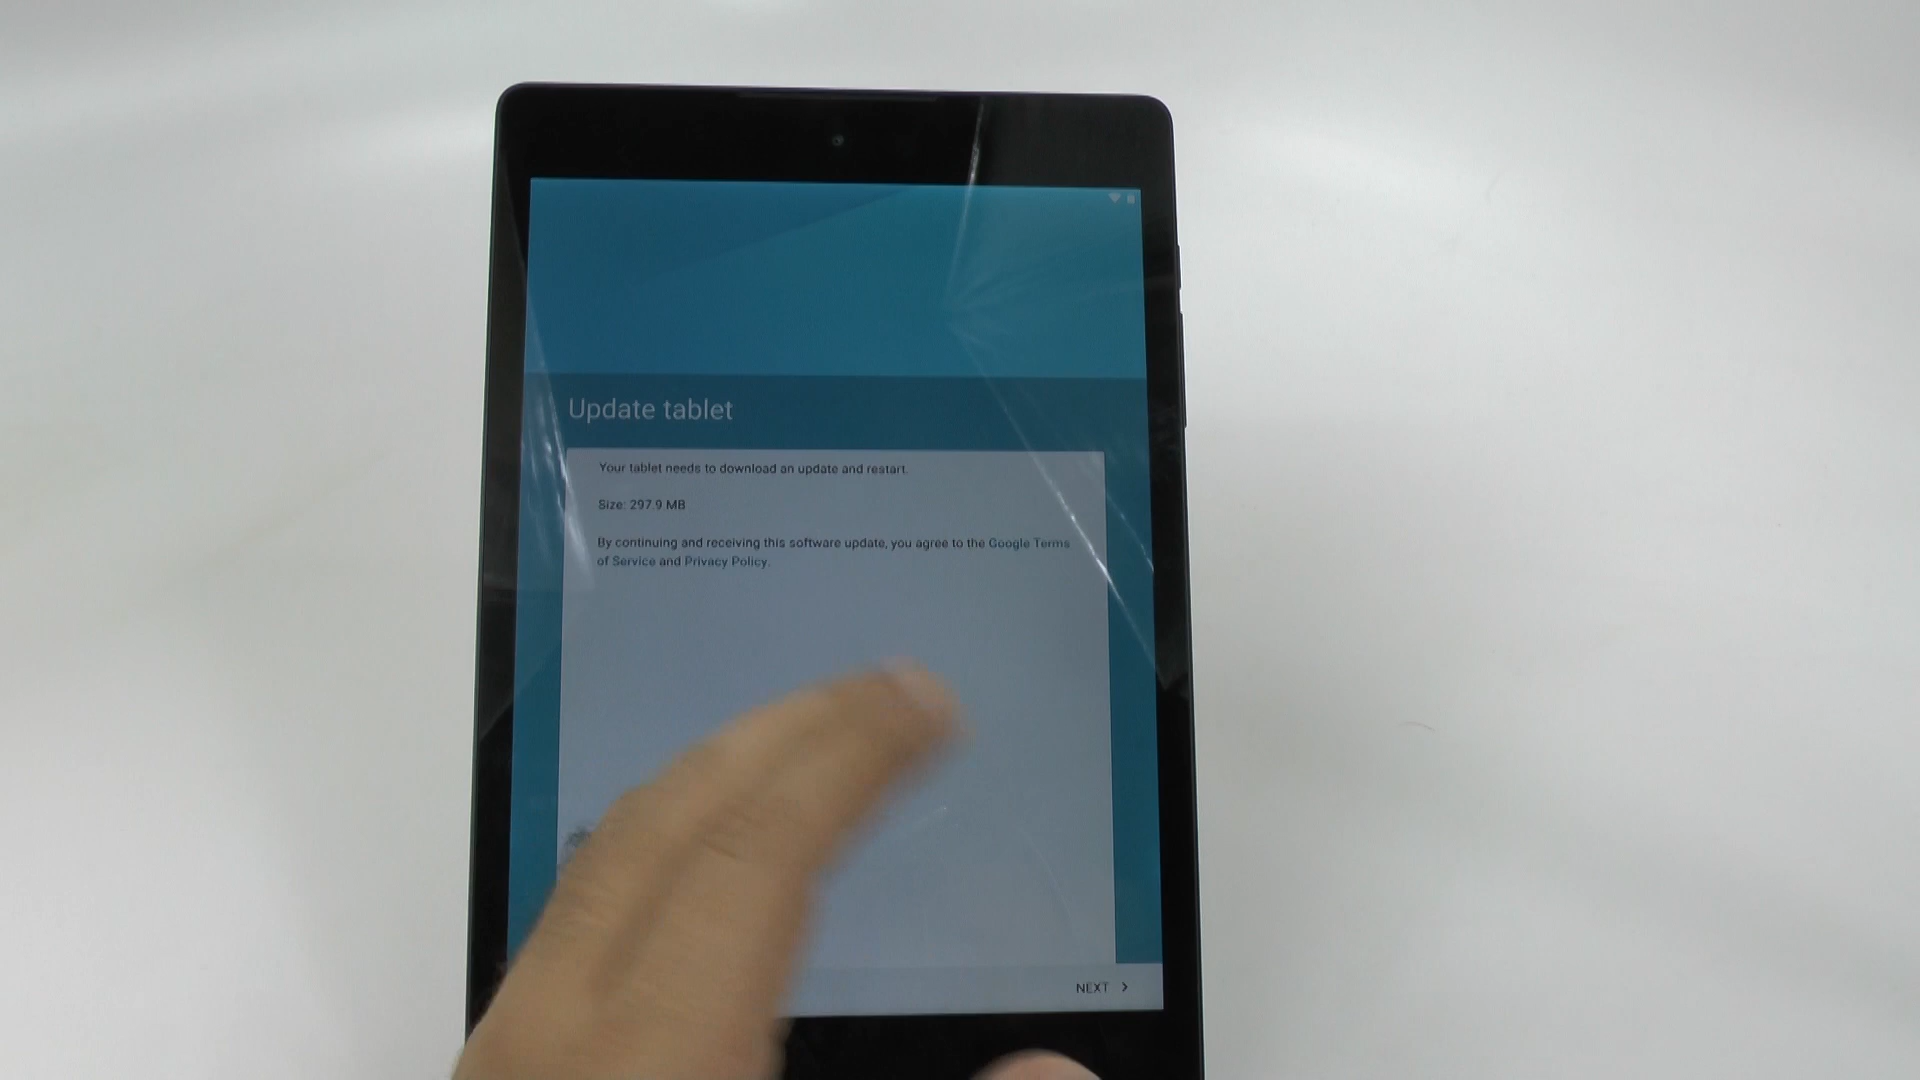 Update tablet
Your tablet needs to download an update and restart.
Size: 297.9 MB
By continuing and receiving this software update, you agree to the Google Terms
of Service and Privacy Policy.
NEXT